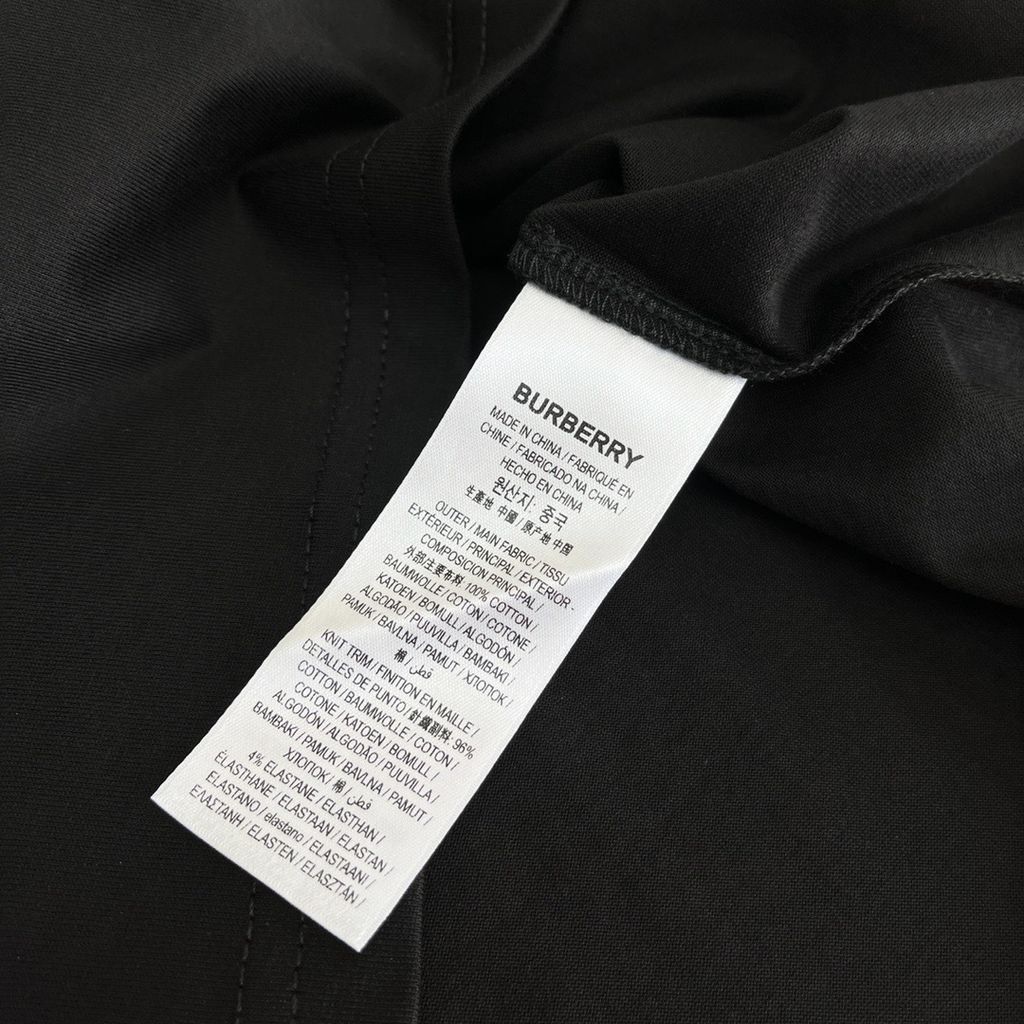 BURBERRY
MADE IN CHINA / FABRIQUE EN
CHINE / FABRICADO NA CHINA /
HECHO EN CHINA
원산지: 중국
生產地 中國 / 原产地 中国
OUTER / MAIN FABRIC / TISSU
EXTÉRIEUR / PRINCIPAL / EXTERIOR -
COMPOSICION PRINCIPAL /
外部主要布料 100% COTTON /
BAUMWOLLE / COTON / COTONE /
KATOEN / BOMULL / ALGODÓN /
ALGODÃO / PUUVILLA / BAMBAKI /
PAMUK / BAVLNA / PAMUT / ХЛОПОК /
棉 / قطن
KNIT TRIM / FINITION EN MAILLE /
DETALLES DE PUNTO / 針織副料: 96%
COTTON / BAUMWOLLE / COTON /
COTONE / KATOEN / BOMULL /
ALGODÓN / ALGODÃO / PUUVILLA /
BAMBAKI / PAMUK / BAVLNA / PAMUT /
ХЛОПОК / 棉 / قطن
4% ELASTANE / ELASTHAN /
ÉLASTHANE / ELASTAAN / ELASTAN /
ELASTANO / elastano / ELASTAANI /
ΕΛΑΣΤΑΝΗ / ELASTEN / ELASZTÁN /